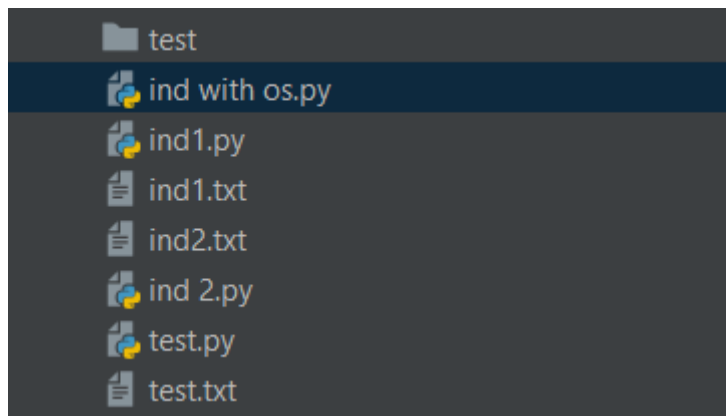 test
ind with os.py
ind1.py
ind1.txt
ind2.txt
ind 2.py
test.py
test.txt